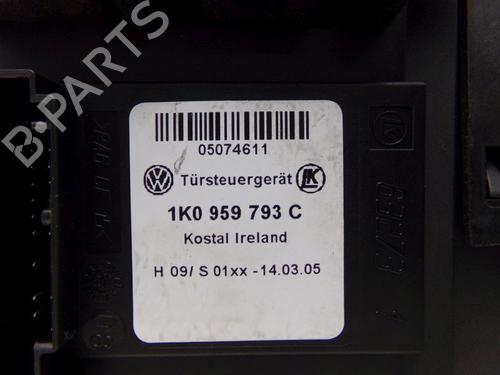 05074611
Türsteuergerät
1K0 959 793 C
Kostal Ireland
H 09/ S 01xx -14.03.05
B-Parts